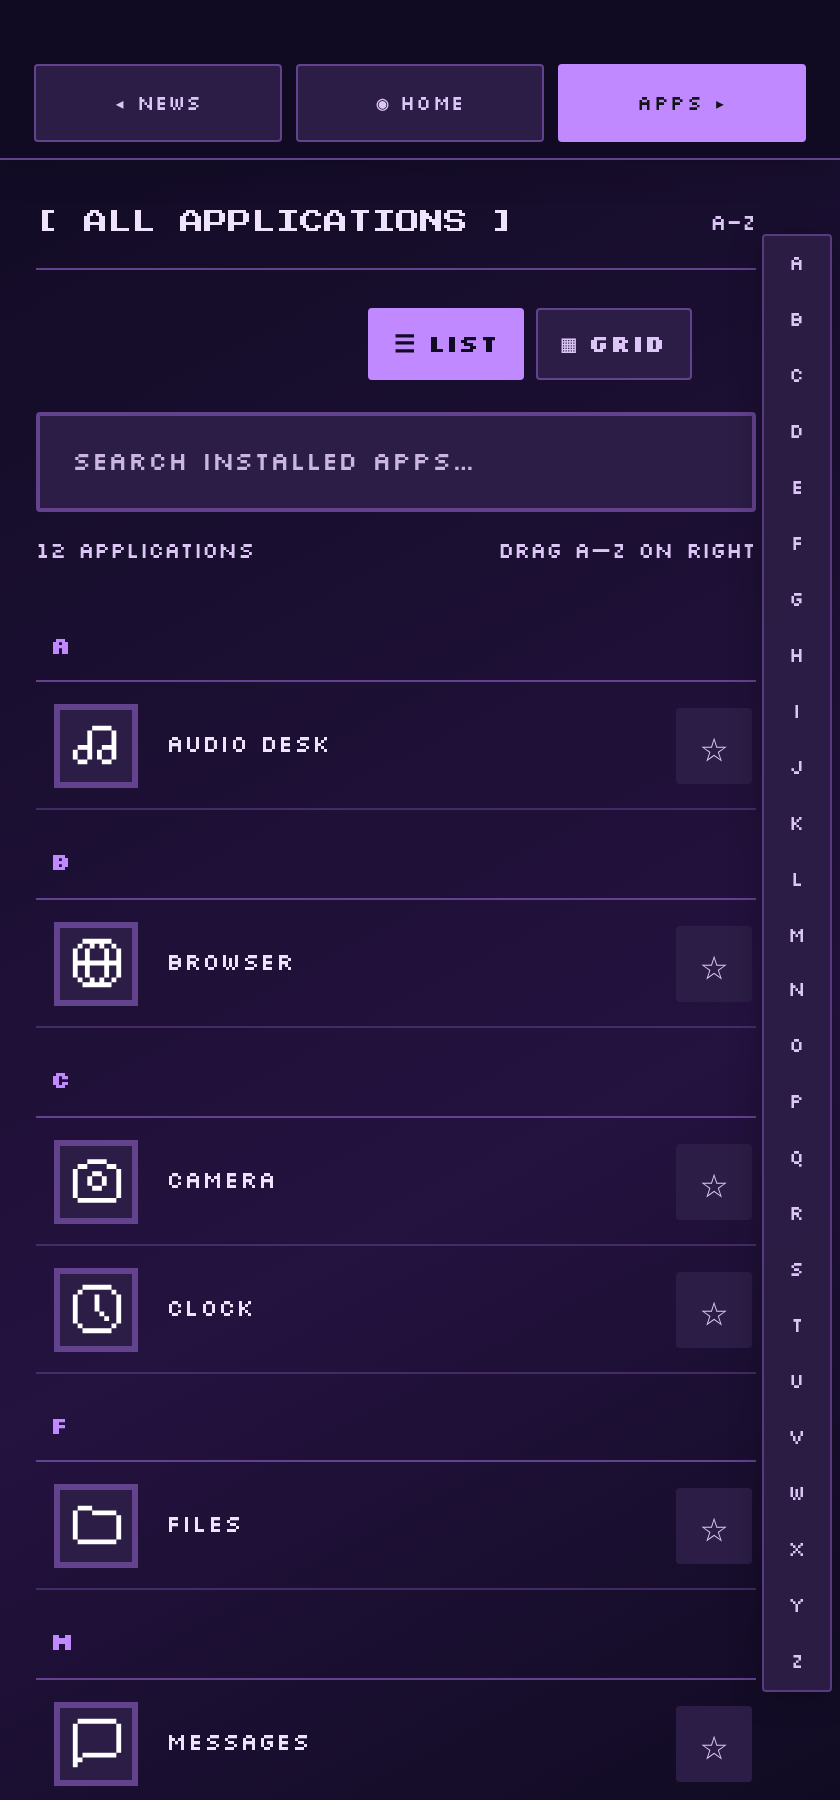 ◂ NEWS ◉ HOME APPS ▸
[ ALL APPLICATIONS ] A-Z
☰ LIST ▦ GRID
SEARCH INSTALLED APPS…
12 APPLICATIONS DRAG A—Z ON RIGHT
A
AUDIO DESK ☆
B
BROWSER ☆
C
CAMERA ☆
CLOCK ☆
F
FILES ☆
M
MESSAGES ☆
A
B
C
D
E
F
G
H
I
J
K
L
M
N
O
P
Q
R
S
T
U
V
W
X
Y
Z